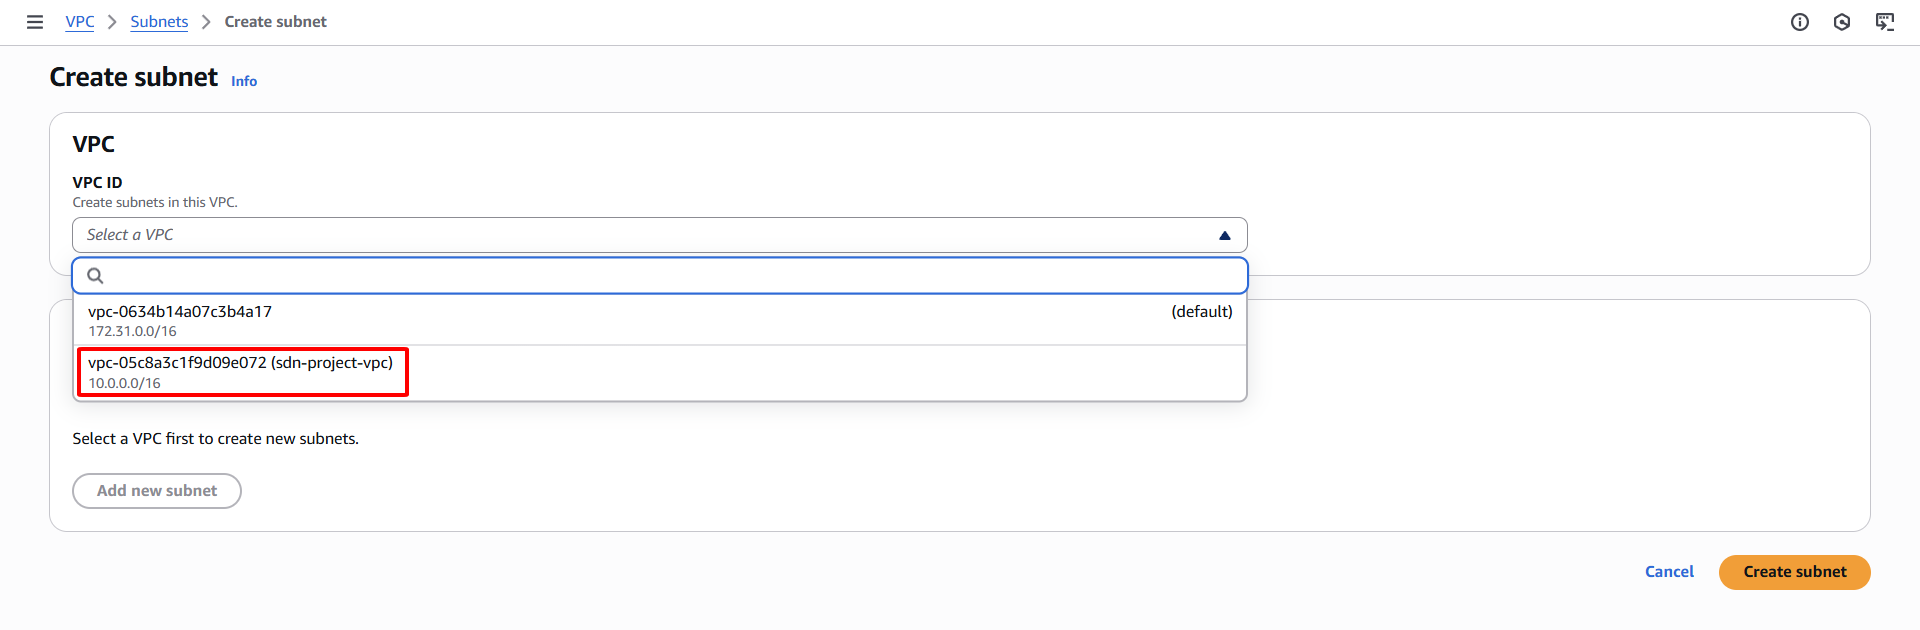 VPC > Subnets > Create subnet
Create subnet Info
VPC
VPC ID
Create subnets in this VPC.
Select a VPC
vpc-0634b14a07c3b4a17 (default)
172.31.0.0/16
vpc-05c8a3c1f9d09e072 (sdn-project-vpc)
10.0.0.0/16
Select a VPC first to create new subnets.
Add new subnet
Cancel Create subnet